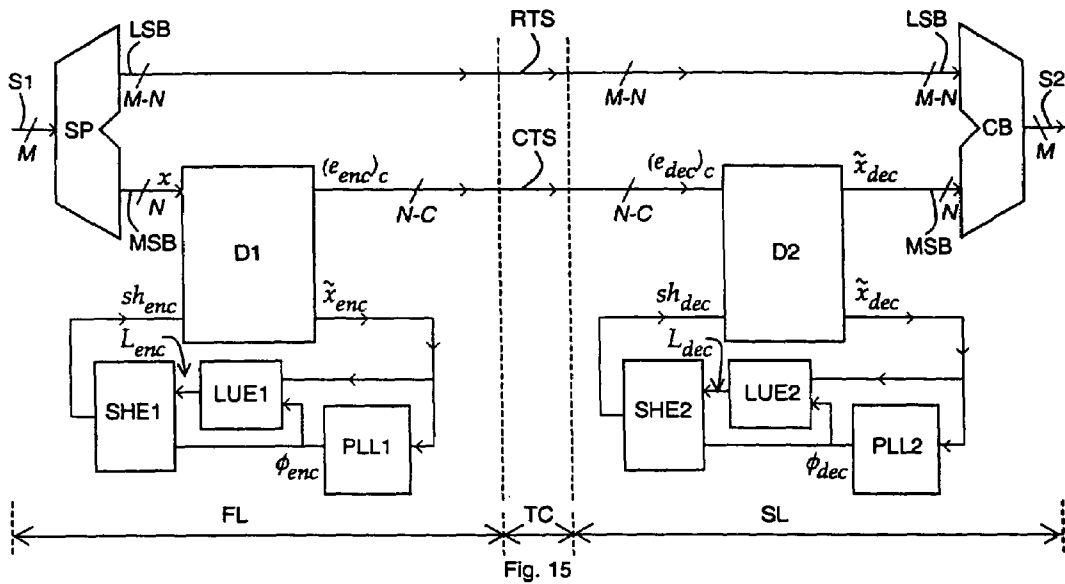 LSB RTS LSB
S1 M-N M-N M-N S2
SP CB
M M
CTS
x (e_enc)_c (e_dec)_c x̃_dec
N N-C N-C N
MSB D1 D2 MSB
sh_enc x̃_enc sh_dec x̃_dec
L_enc L_dec
SHE1 LUE1 SHE2 LUE2
PLL1 PLL2
ϕ_enc ϕ_dec
FL TC SL
Fig. 15